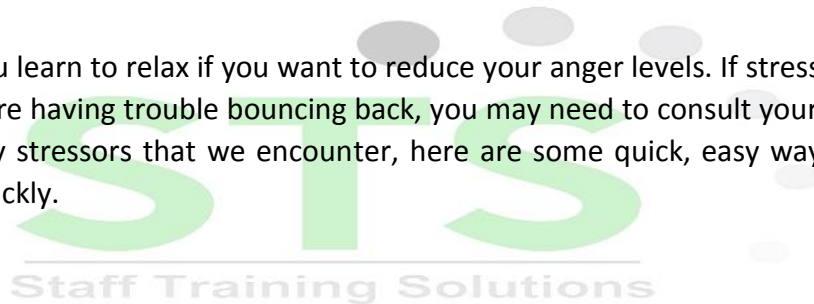 u learn to relax if you want to reduce your anger levels. If stress
re having trouble bouncing back, you may need to consult your
y stressors that we encounter, here are some quick, easy way
ckly.
STS
Staff Training Solutions